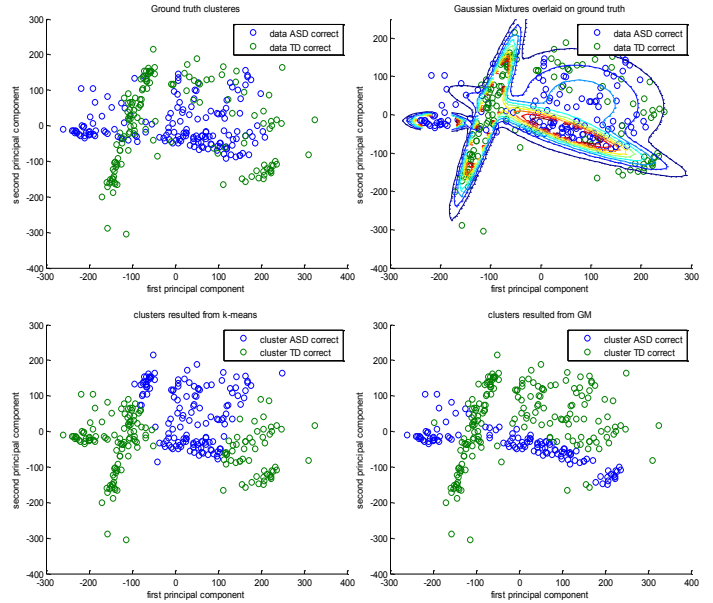 Ground truth clusteres
data ASD correct
data TD correct
second principal component
300
200
100
0
-100
-200
-300
-400
-300 -200 -100 0 100 200 300 400
first principal component
Gaussian Mixtures overlaid on ground truth
data ASD correct
data TD correct
second principal component
200
100
0
-100
-200
-300
-400
-300 -200 -100 0 100 200 300
first principal component
clusters resulted from k-means
cluster ASD correct
cluster TD correct
second principal component
300
200
100
0
-100
-200
-300
-400
-300 -200 -100 0 100 200 300 400
first principal component
clusters resulted from GM
cluster ASD correct
cluster TD correct
second principal component
300
200
100
0
-100
-200
-300
-400
-300 -200 -100 0 100 200 300 400
first principal component